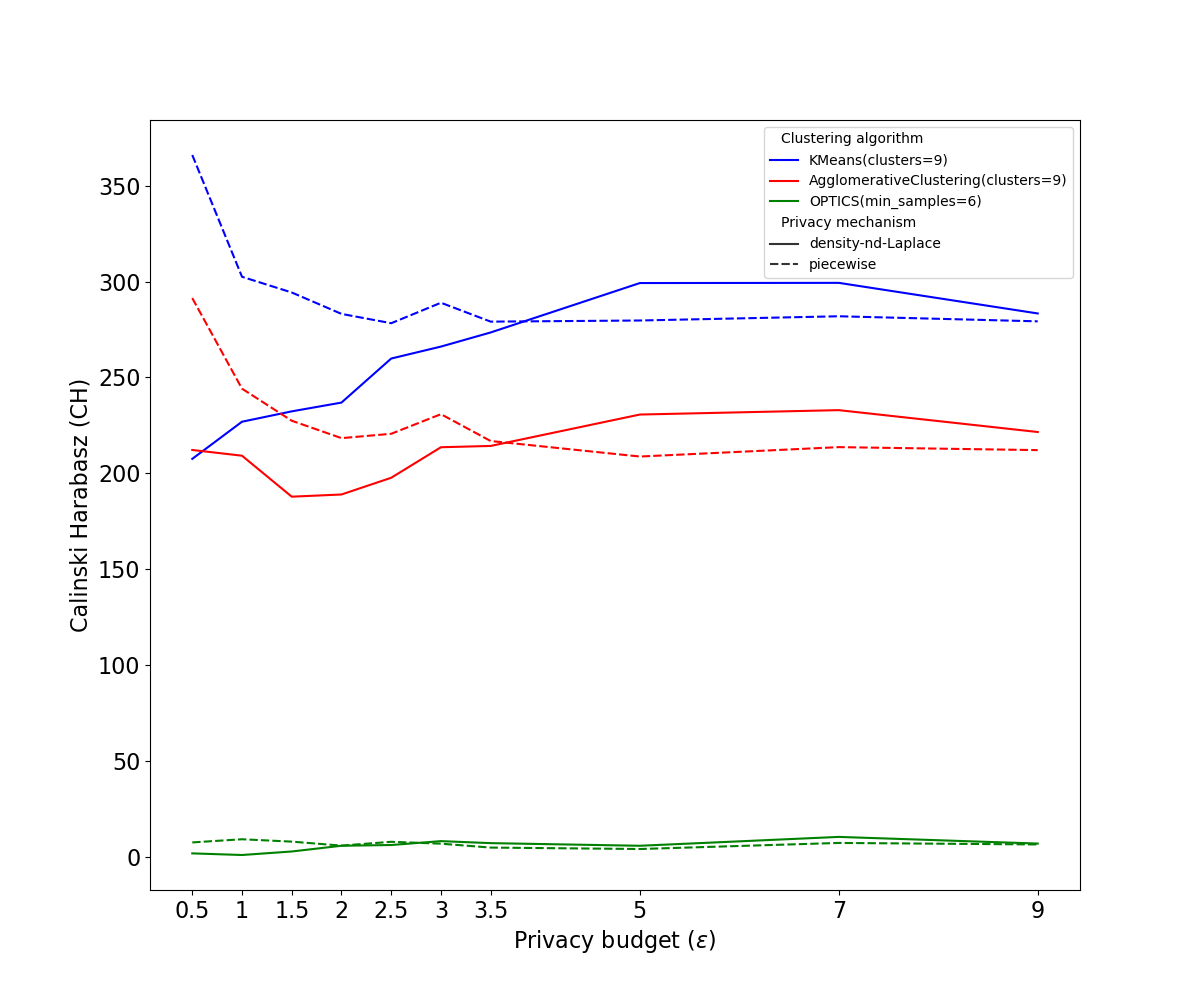 Clustering algorithm
KMeans(clusters=9)
AgglomerativeClustering(clusters=9)
OPTICS(min_samples=6)
Privacy mechanism
density-nd-Laplace
piecewise
Calinski Harabasz (CH)
350
300
250
200
150
100
50
0
0.5 1 1.5 2 2.5 3 3.5 5 7 9
Privacy budget (ε)